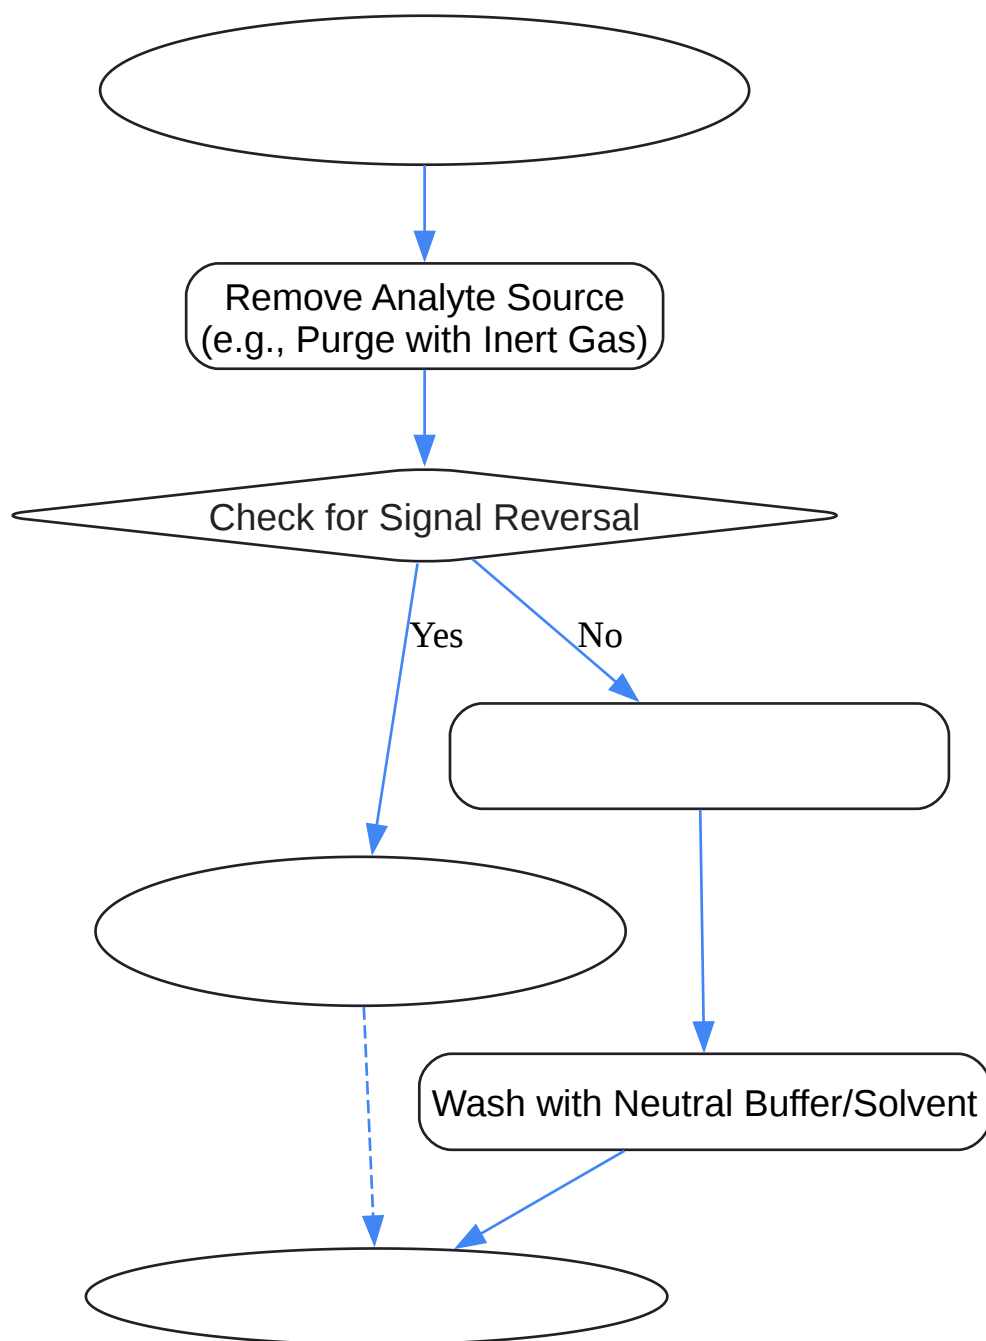 Remove Analyte Source
(e.g., Purge with Inert Gas)
Check for Signal Reversal
Yes
No
Wash with Neutral Buffer/Solvent